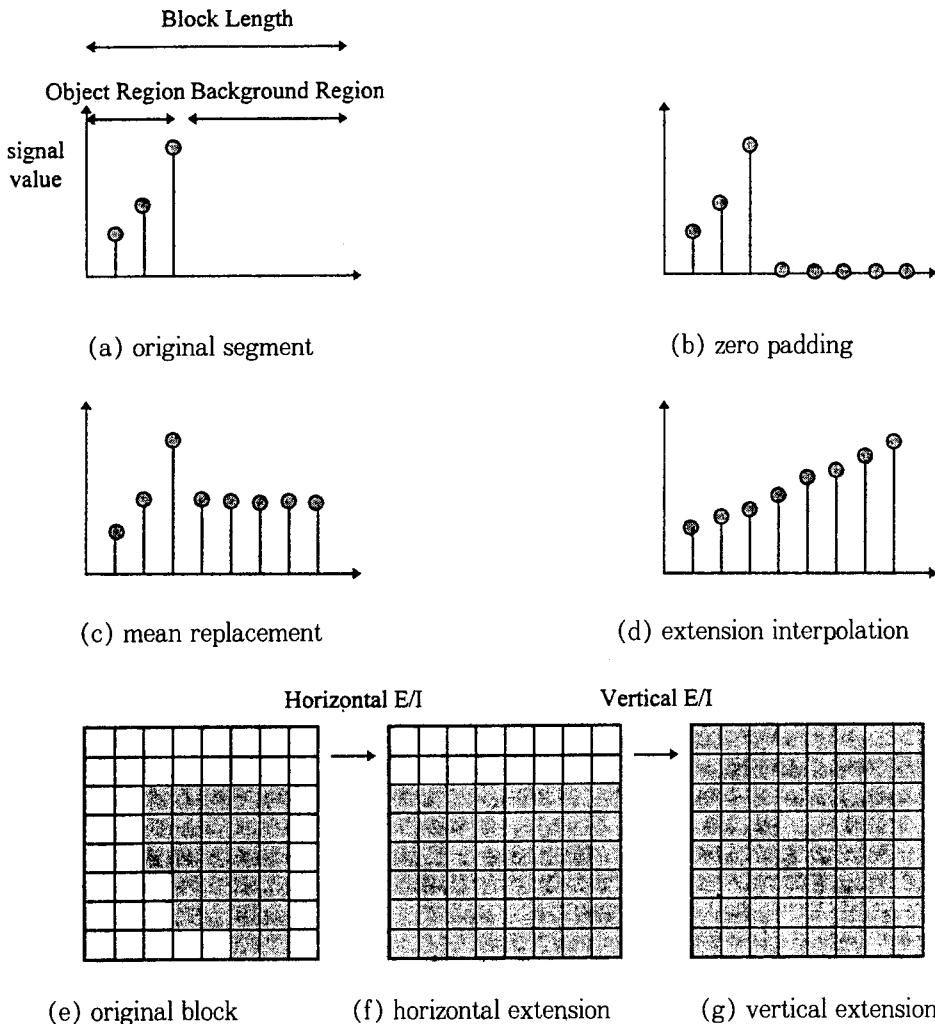 Block Length
Object Region Background Region
signal
value
(a) original segment
(b) zero padding
(c) mean replacement
(d) extension interpolation
Horizontal E/I
Vertical E/I
(e) original block
(f) horizontal extension
(g) vertical extension